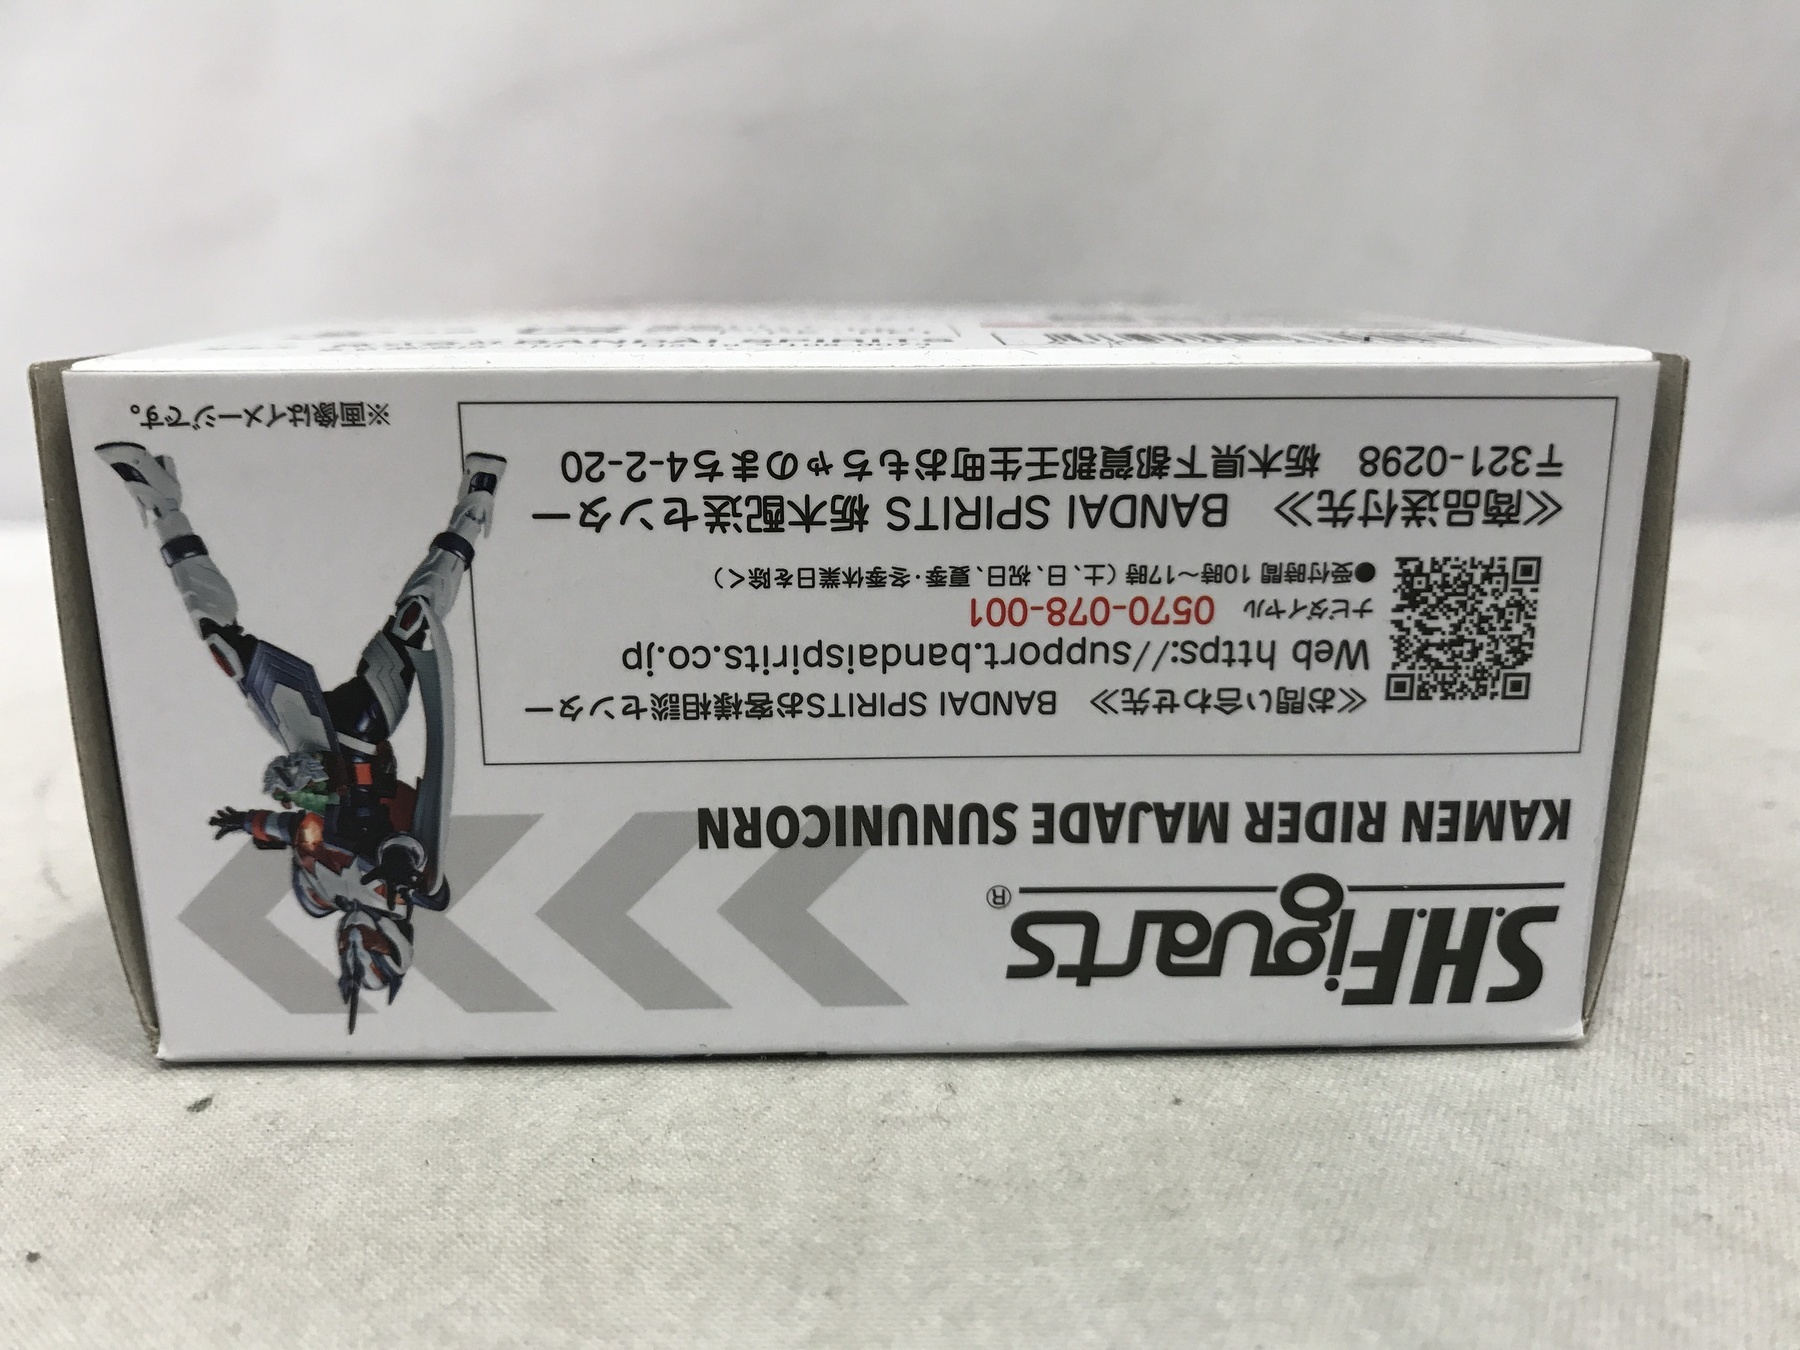 S.H.Figuarts®
KAMEN RIDER MAJADE SUNUNICORN
≪お問い合わせ先≫ BANDAI SPIRITSお客様相談センター
Web https://support.bandaispirits.co.jp
ナビダイヤル 0570-078-001
●受付時間 10時〜17時（土、日、祝日、夏季・冬季休業日を除く）
≪商品送付先≫ BANDAI SPIRITS 栃木配送センター
〒321-0298 栃木県下都賀郡壬生町おもちゃのまち4-2-20
※画像はイメージです。
BANDAI SPIRITS